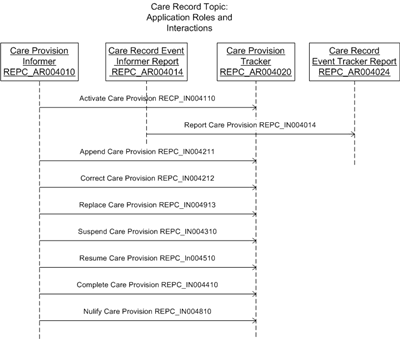 Care Record Topic:
Application Roles and
Interactions
Care Provision
Informer
REPC_AR004010
Care Record Event
Informer Report
REPC_AR004014
Care Provision
Tracker
REPC_AR004020
Care Record
Event Tracker Report
REPC_AR004024
Activate Care Provision RECP_IN004110
Report Care Provision REPC_IN004014
Append Care Provision REPC_IN004211
Correct Care Provision REPC_IN004212
Replace Care Provision REPC_IN004913
Suspend Care Provision REPC_IN004310
Resume Care Provision REPC_In004510
Complete Care Provision REPC_IN004410
Nulify Care Provision REPC_IN004810